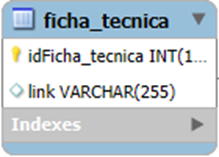 ficha_tecnica
idFicha_tecnica INT(1...
link VARCHAR(255)
Indexes